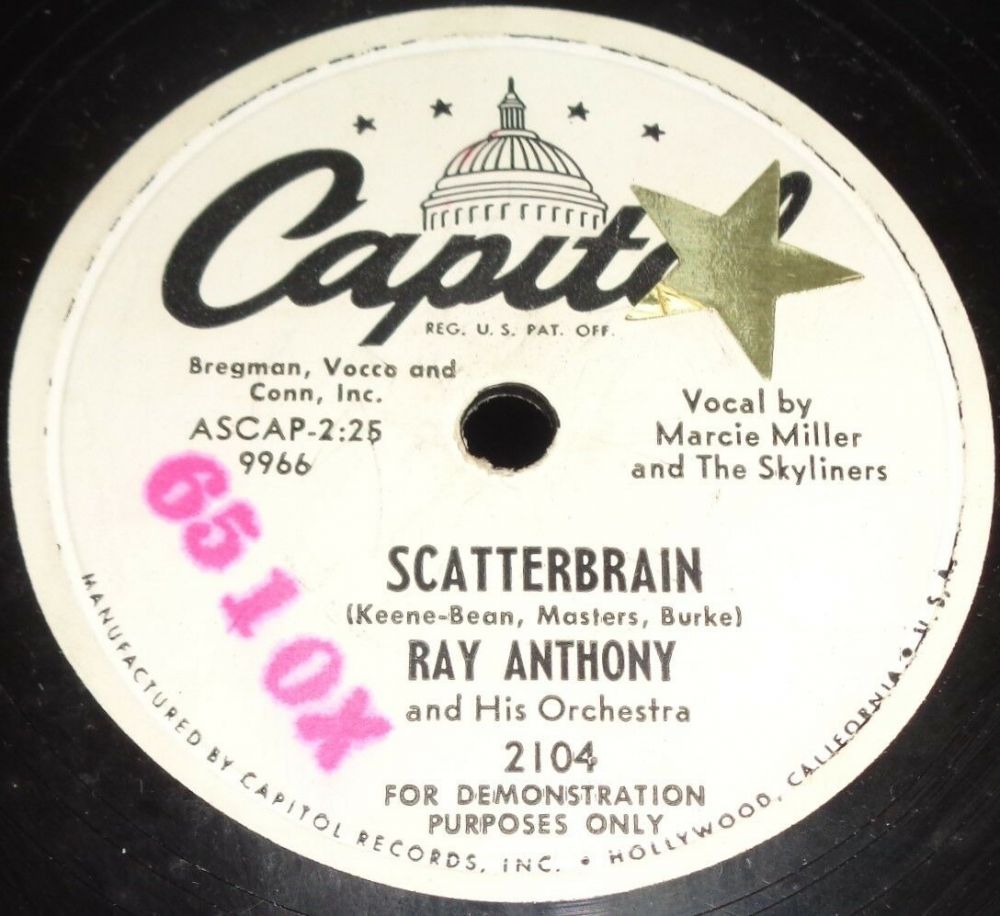 Capitol
REG. U. S. PAT. OFF.
Bregman, Vocco and
Conn, Inc.
ASCAP-2:25
9966
Vocal by
Marcie Miller
and The Skyliners
6510X
SCATTERBRAIN
(Keene-Bean, Masters, Burke)
RAY ANTHONY
and His Orchestra
2104
FOR DEMONSTRATION
PURPOSES ONLY
MANUFACTURED BY CAPITOL RECORDS, INC. • HOLLYWOOD, CALIFORNIA • U. S. A.